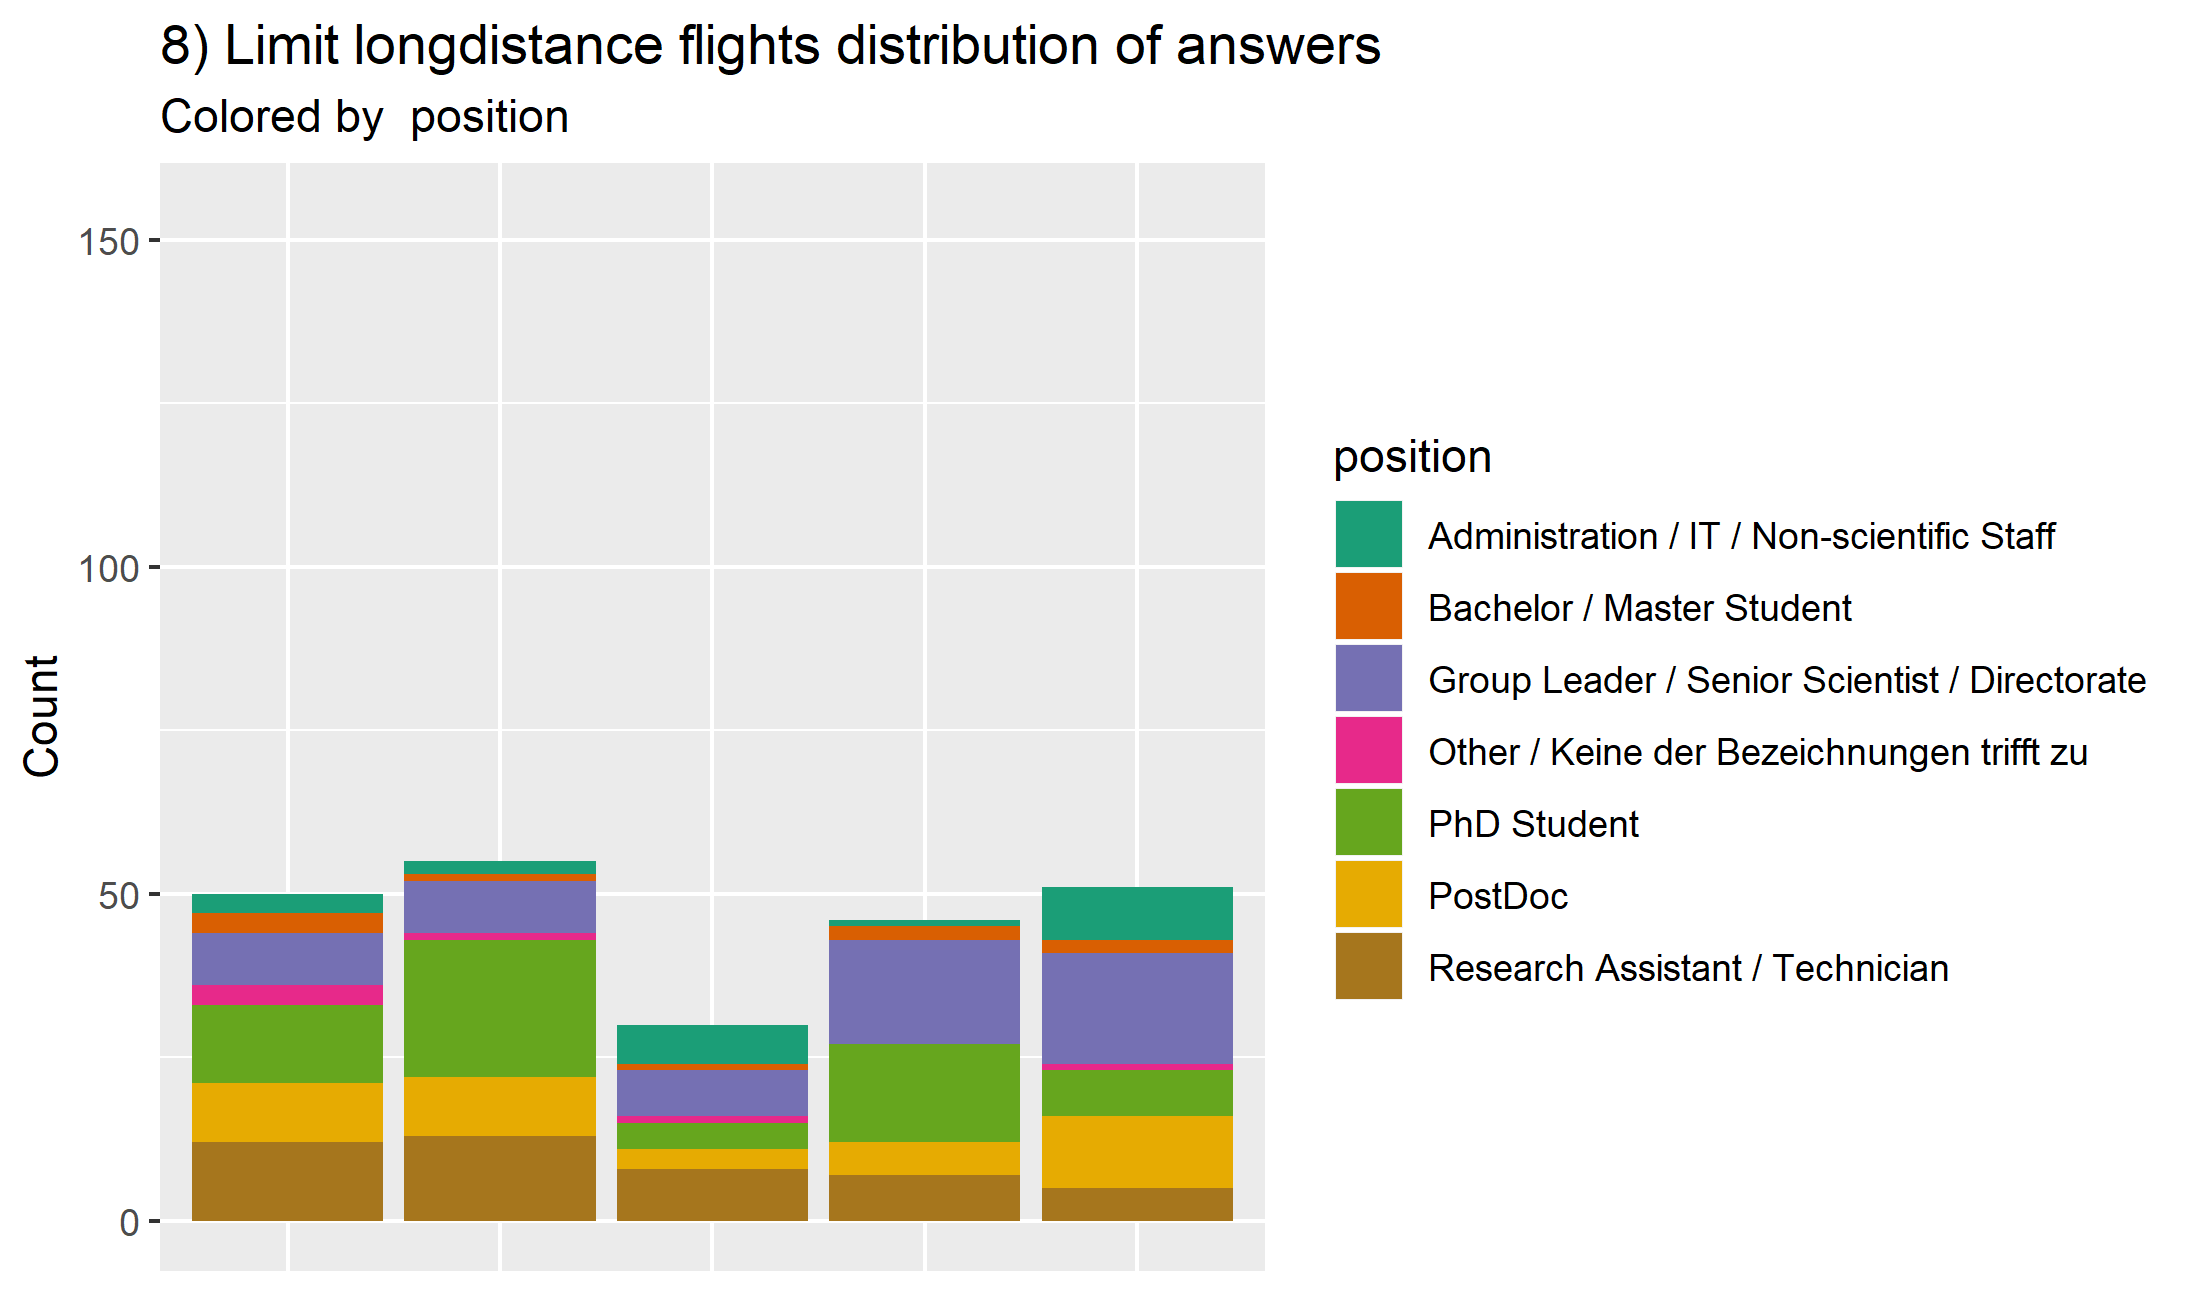 8) Limit longdistance flights distribution of answers
Colored by  position
150
100
50
0
Count
position
Administration / IT / Non-scientific Staff
Bachelor / Master Student
Group Leader / Senior Scientist / Directorate
Other / Keine der Bezeichnungen trifft zu
PhD Student
PostDoc
Research Assistant / Technician